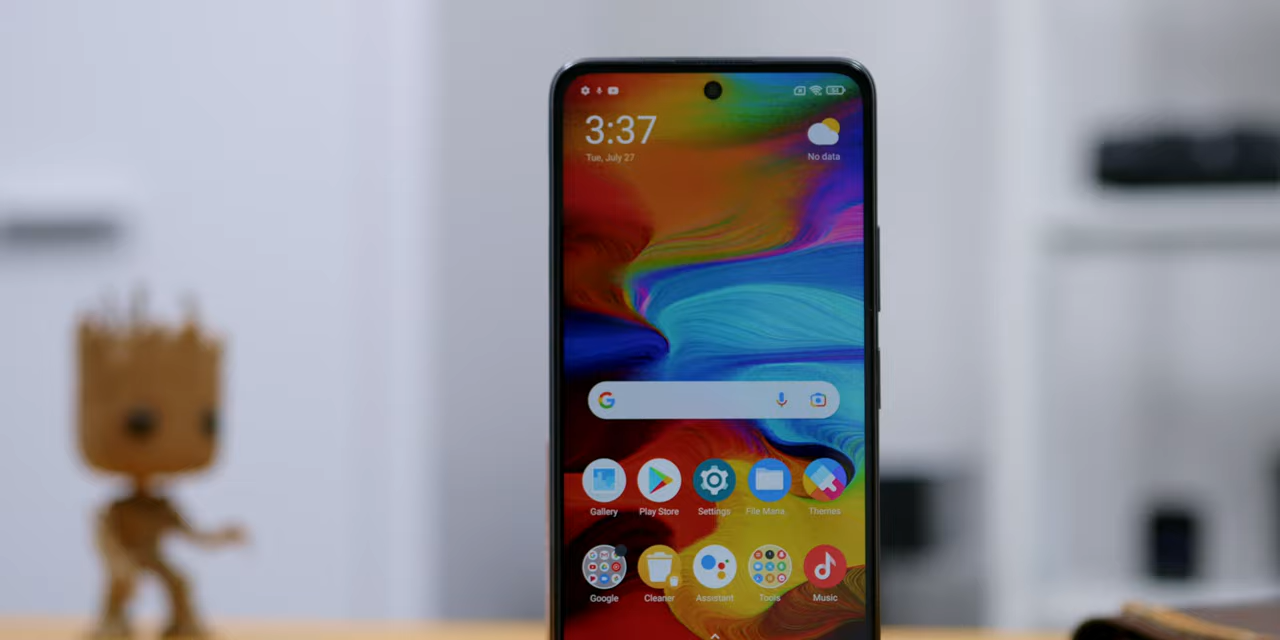 3:37
Tue, July 27
No data
Gallery Play Store Settings File Mana Themes
Google Cleaner Assistant Tools Music